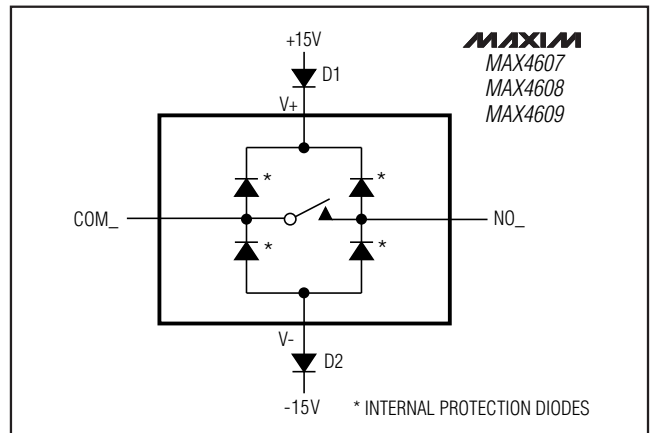 +15V
MAXIM
MAX4607
MAX4608
MAX4609
D1
V+
*
*
COM_
NO_
*
*
V-
D2
-15V
* INTERNAL PROTECTION DIODES